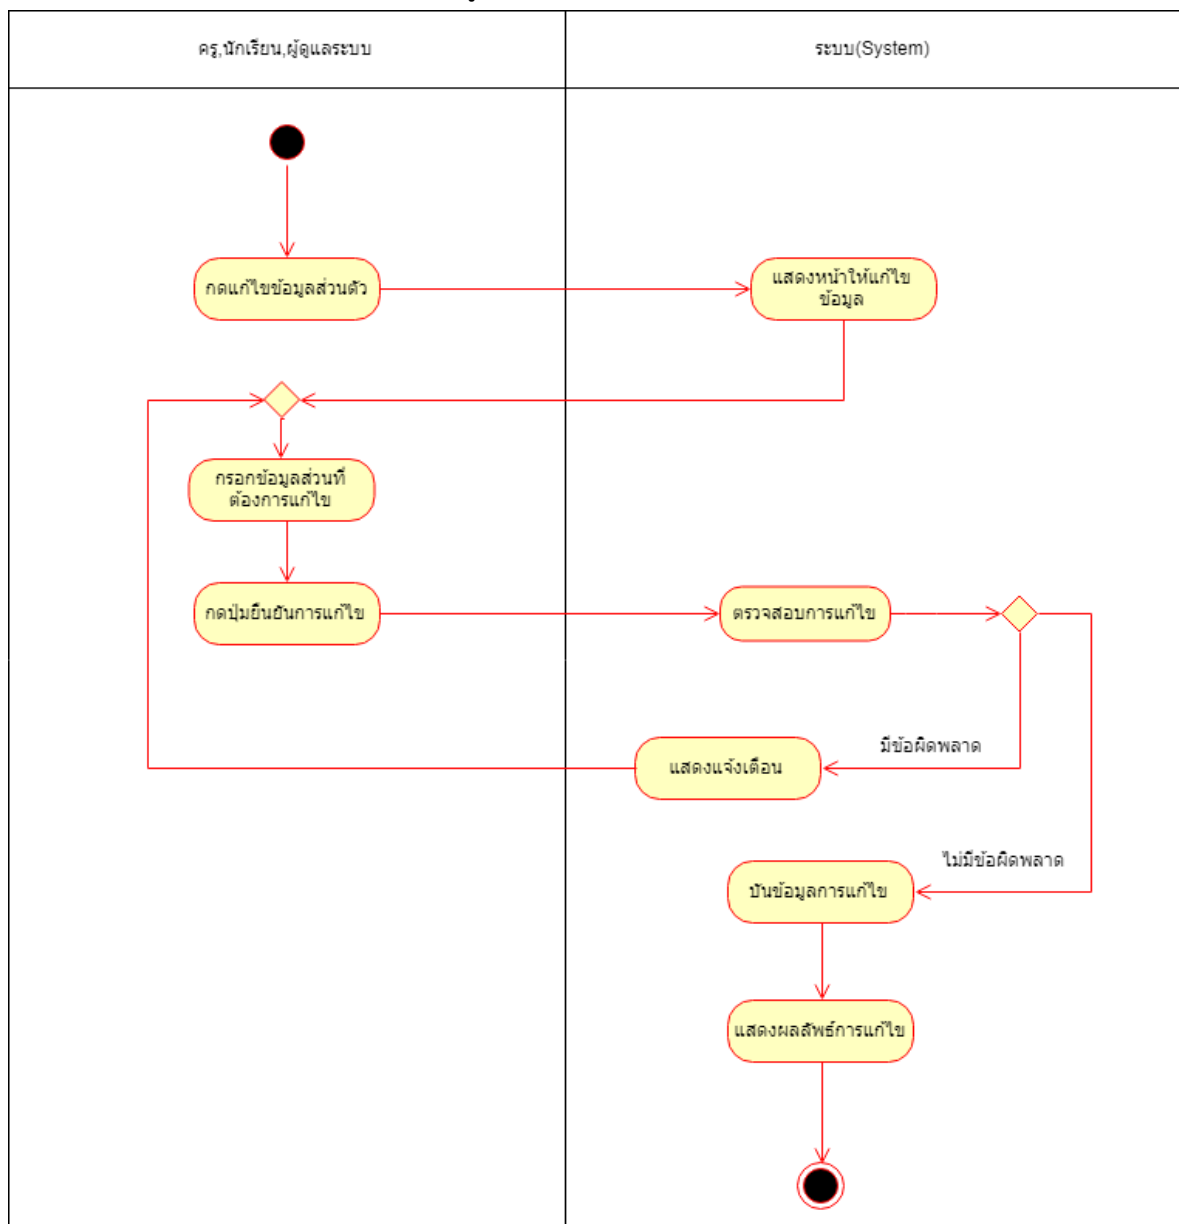 ครู,นักเรียน,ผู้ดูแลระบบ
ระบบ(System)
กดแก้ไขข้อมูลส่วนตัว
แสดงหน้าให้แก้ไข
ข้อมูล
กรอกข้อมูลส่วนที่
ต้องการแก้ไข
กดปุ่มยืนยันการแก้ไข
ตรวจสอบการแก้ไข
มีข้อผิดพลาด
แสดงแจ้งเตือน
ไม่มีข้อผิดพลาด
บันข้อมูลการแก้ไข
แสดงผลลัพธ์การแก้ไข